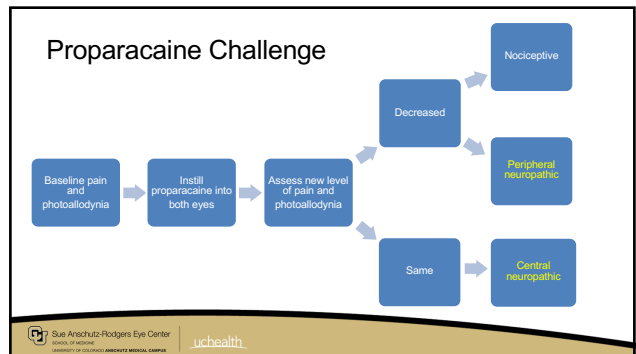 Proparacaine Challenge
Baseline pain
and
photoallodynia
Instill
proparacaine into
both eyes
Assess new level
of pain and
photoallodynia
Decreased
Nociceptive
Peripheral
neuropathic
Same
Central
neuropathic
Sue Anschutz-Rodgers Eye Center
SCHOOL OF MEDICINE
UNIVERSITY OF COLORADO ANSCHUTZ MEDICAL CAMPUS
uchealth